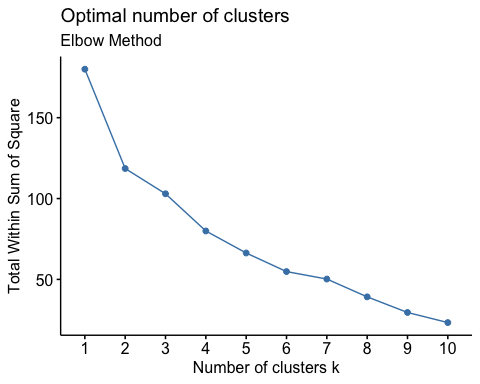 Optimal number of clusters
Elbow Method
Total Within Sum of Square
150
100
50
1 2 3 4 5 6 7 8 9 10
Number of clusters k